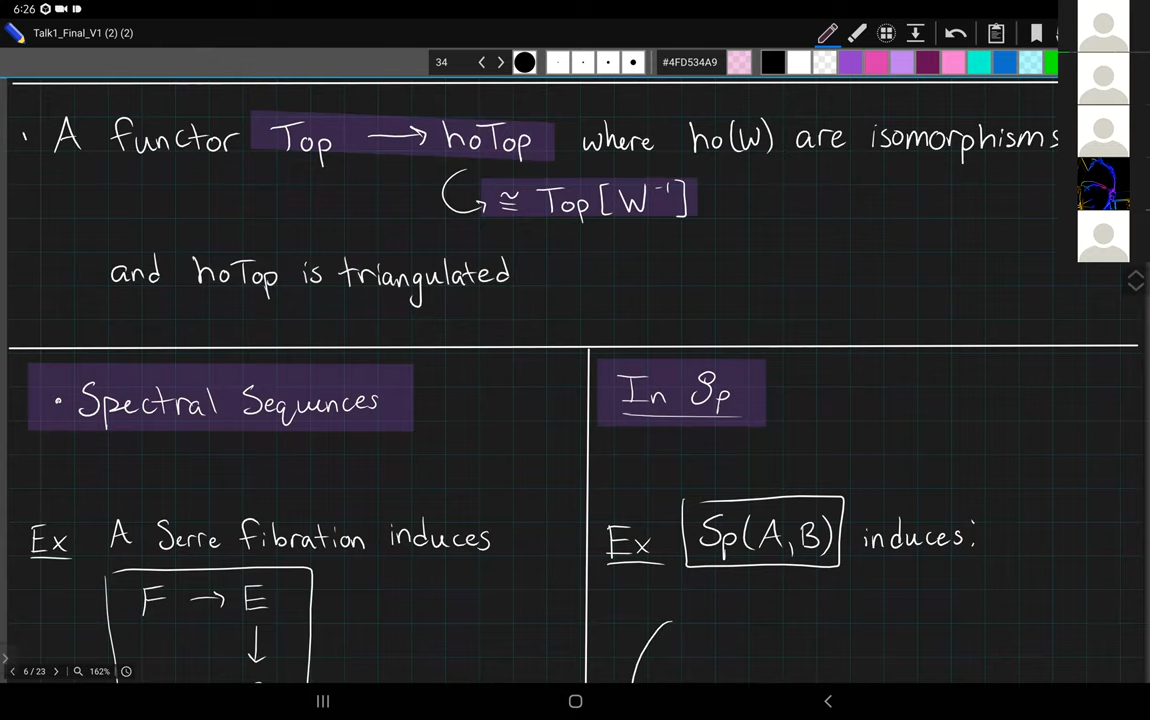 6:26
Talk1_Final_V1 (2) (2)
34
#4FD534A9
· A functor Top → hoTop where ho(W) are isomorphisms
≅ Top[W⁻¹]
and hoTop is triangulated
· Spectral Sequences
In Sp
Ex A Serre fibration induces
Ex Sp(A,B) induces:
F → E
↓
6/23
162%